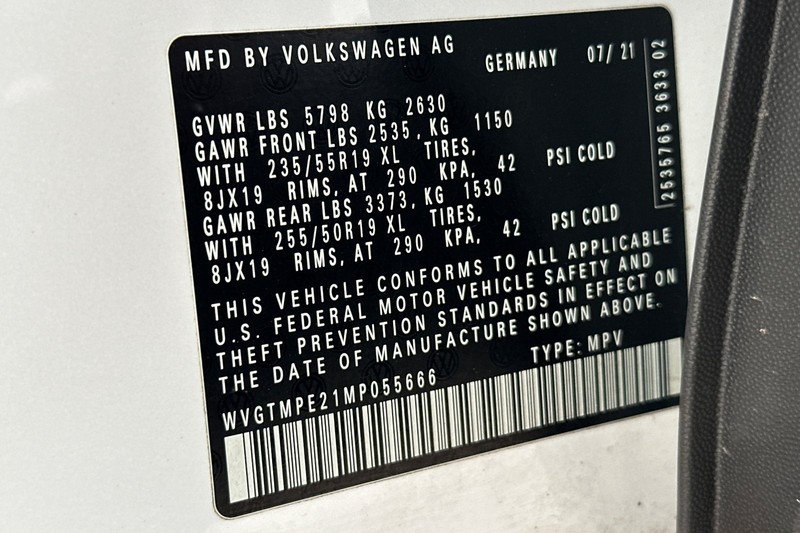 MFD BY VOLKSWAGEN AG GERMANY 07/21
GVWR LBS 5798 KG 2630
GAWR FRONT LBS 2535, KG 1150
WITH 235/55R19 XL TIRES,
8JX19 RIMS, AT 290 KPA, 42 PSI COLD
GAWR REAR LBS 3373, KG 1530
WITH 255/50R19 XL TIRES,
8JX19 RIMS, AT 290 KPA, 42 PSI COLD
THIS VEHICLE CONFORMS TO ALL APPLICABLE
U.S. FEDERAL MOTOR VEHICLE SAFETY AND
THEFT PREVENTION STANDARDS IN EFFECT ON
THE DATE OF MANUFACTURE SHOWN ABOVE.
TYPE: MPV
WVGTMPE21MP055666
2535765 3633 02